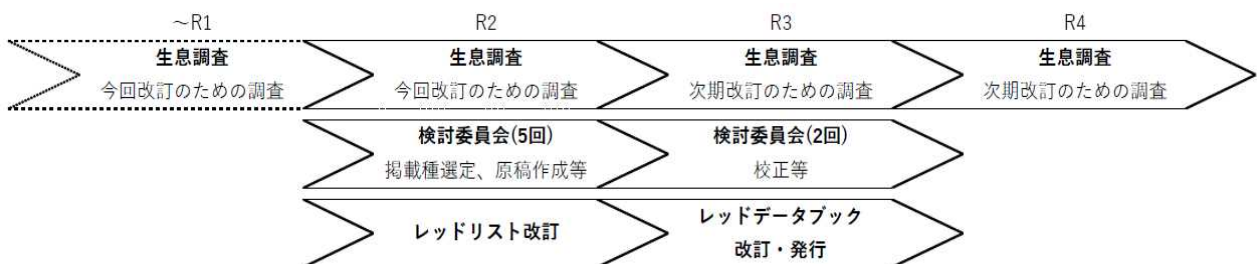 ～R1
R2
R3
R4
生息調査
生息調査
生息調査
生息調査
今回改訂のための調査
今回改訂のための調査
次期改訂のための調査
次期改訂のための調査
検討委員会(5回)
検討委員会(2回)
掲載種選定、原稿作成等
校正等
レッドリスト改訂
レッドデータブック
改訂・発行